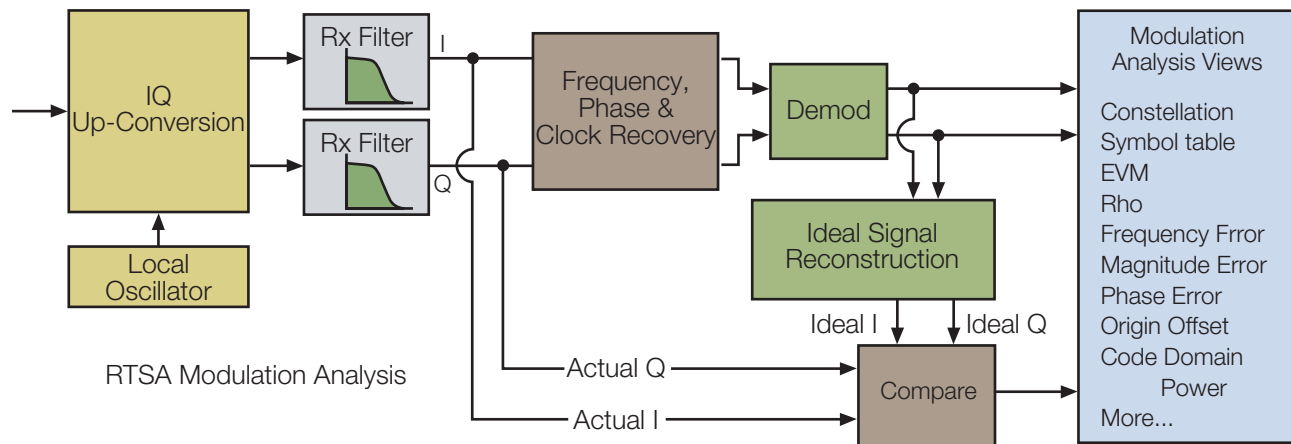 IQ
Up-Conversion
Local
Oscillator
Rx Filter
I
Rx Filter
Q
Frequency,
Phase &
Clock Recovery
Demod
Ideal Signal
Reconstruction
Ideal I
Ideal Q
Actual Q
Actual I
Compare
Modulation
Analysis Views
Constellation
Symbol table
EVM
Rho
Frequency Frror
Magnitude Error
Phase Error
Origin Offset
Code Domain
Power
More...
RTSA Modulation Analysis